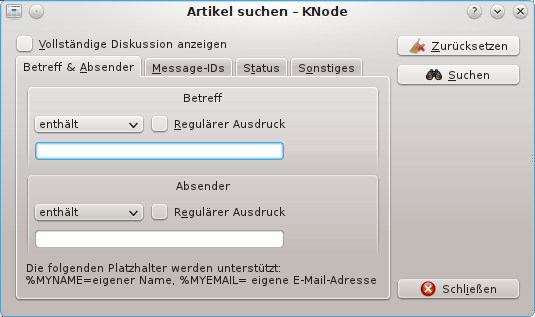 Artikel suchen – KNode
Vollständige Diskussion anzeigen
Zurücksetzen
Betreff & Absender
Message-IDs
Status
Sonstiges
Suchen
Betreff
enthält
Regulärer Ausdruck
Absender
enthält
Regulärer Ausdruck
Die folgenden Platzhalter werden unterstützt:
%MYNAME=eigener Name, %MYEMAIL= eigene E-Mail-Adresse
Schließen